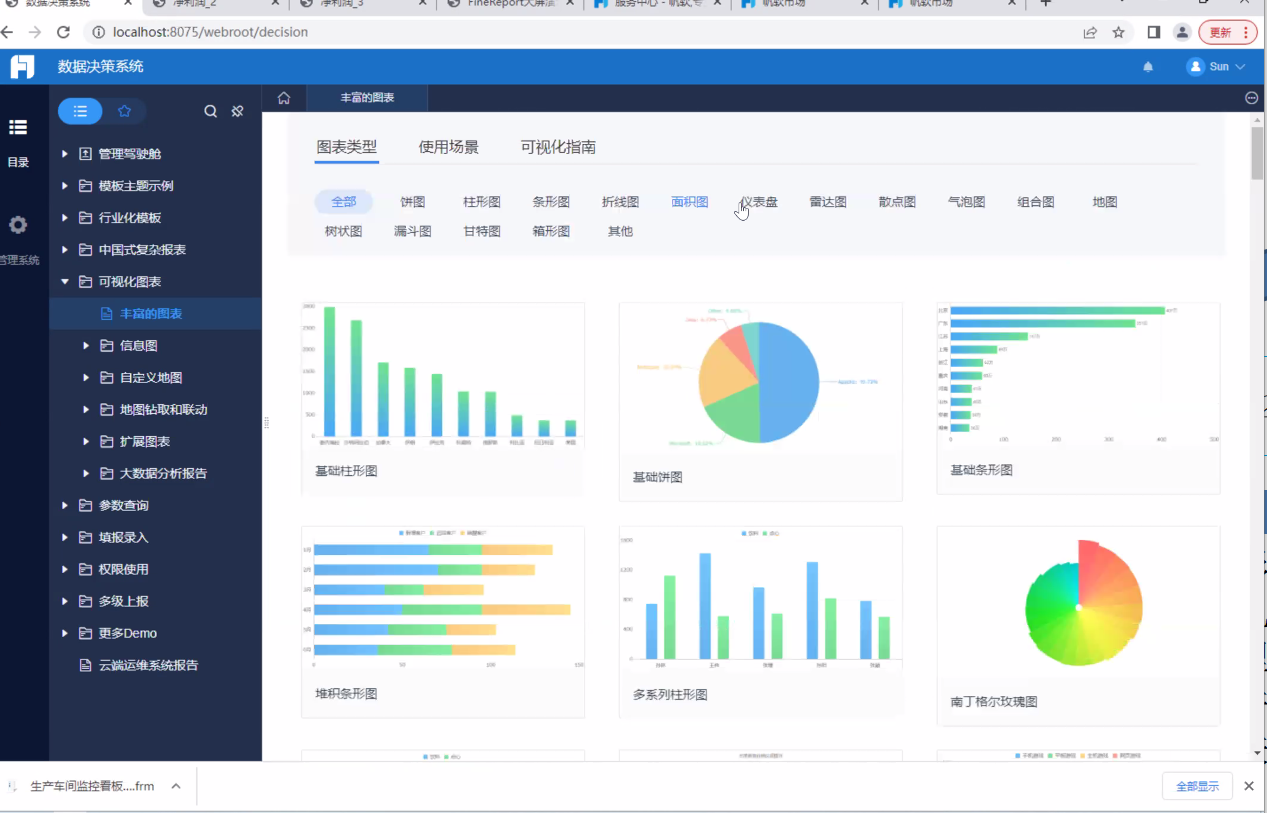 数据决策系统
净利润_2
净利润_3
FineReport大屏
服务中心 - 帆软,专
帆软市场
帆软市场
localhost:8075/webroot/decision
更新
数据决策系统
Sun
目录
管理系统
丰富的图表
管理驾驶舱
模板主题示例
行业化模板
中国式复杂报表
可视化图表
丰富的图表
信息图
自定义地图
地图钻取和联动
扩展图表
大数据分析报告
参数查询
填报录入
权限使用
多级上报
更多Demo
云端运维系统报告
图表类型 使用场景 可视化指南
全部 饼图 柱形图 条形图 折线图 面积图 仪表盘 雷达图 散点图 气泡图 组合图 地图
树状图 漏斗图 甘特图 箱形图 其他
基础柱形图
基础饼图
0 100 200 300 400 500
基础条形图
0 50 100 150
堆积条形图
多系列柱形图
南丁格尔玫瑰图
生产车间监控看板....frm
全部显示